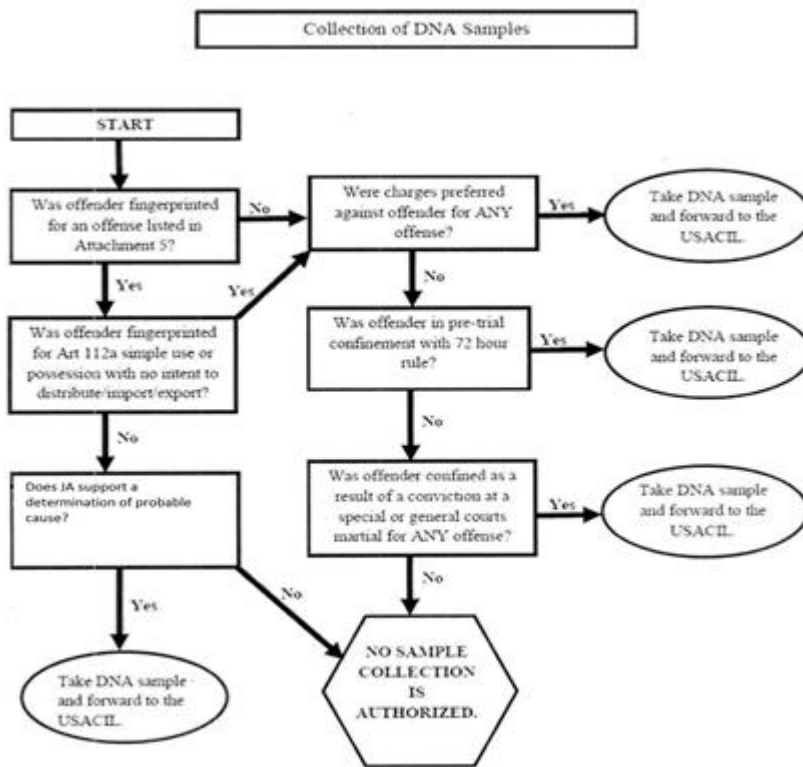 Collection of DNA Samples
START
Was offender fingerprinted
for an offense listed in
Attachment 5?
No
Were charges preferred
against offender for ANY
offense?
Yes
Take DNA sample
and forward to the
USACIL.
Yes
Yes
No
Was offender fingerprinted
for Art 112a simple use or
possession with no intent to
distribute/import/export?
Was offender in pre-trial
confinement with 72 hour
rule?
Yes
Take DNA sample
and forward to the
USACIL.
No
No
Does JA support a
determination of probable
cause?
Was offender confined as a
result of a conviction at a
special or general courts
martial for ANY offense?
Yes
Take DNA sample
and forward to the
USACIL.
No
No
Yes
Take DNA sample
and forward to the
USACIL.
NO SAMPLE
COLLECTION
IS
AUTHORIZED.